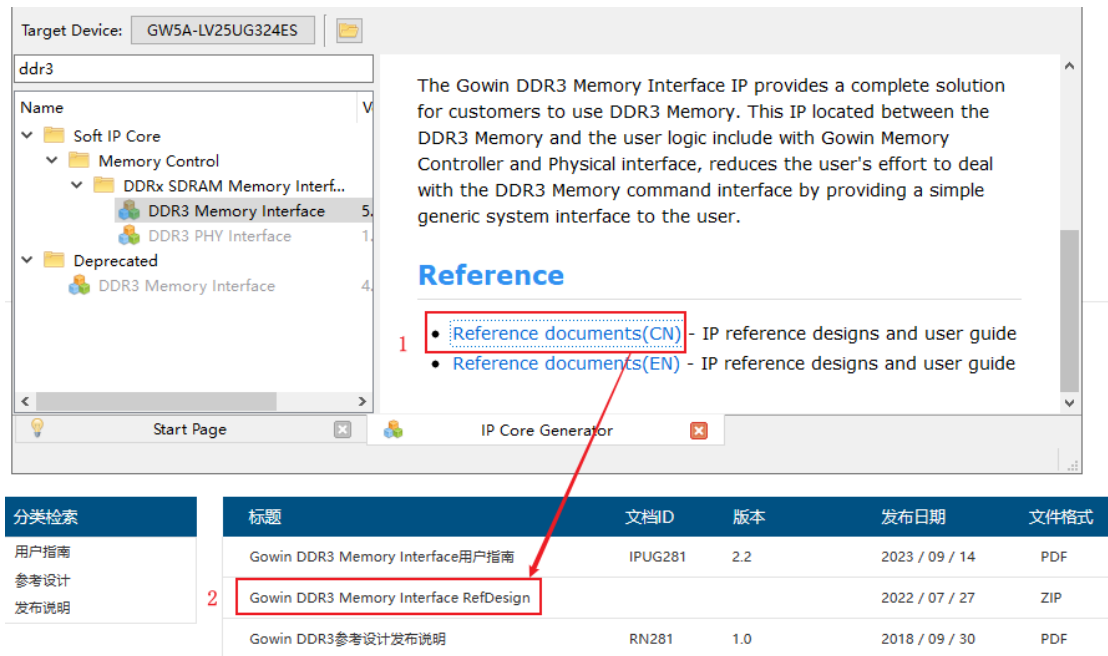 Target Device: GW5A-LV25UG324ES
ddr3
Name V
Soft IP Core
Memory Control
DDRx SDRAM Memory Interf...
DDR3 Memory Interface 5.
DDR3 PHY Interface 1.
Deprecated
DDR3 Memory Interface 4.
The Gowin DDR3 Memory Interface IP provides a complete solution
for customers to use DDR3 Memory. This IP located between the
DDR3 Memory and the user logic include with Gowin Memory
Controller and Physical interface, reduces the user's effort to deal
with the DDR3 Memory command interface by providing a simple
generic system interface to the user.
Reference
1 • Reference documents(CN) - IP reference designs and user guide
• Reference documents(EN) - IP reference designs and user guide
Start Page IP Core Generator
分类检索
用户指南
参考设计
发布说明
标题 文档ID 版本 发布日期 文件格式
Gowin DDR3 Memory Interface用户指南 IPUG281 2.2 2023 / 09 / 14 PDF
2 Gowin DDR3 Memory Interface RefDesign 2022 / 07 / 27 ZIP
Gowin DDR3参考设计发布说明 RN281 1.0 2018 / 09 / 30 PDF